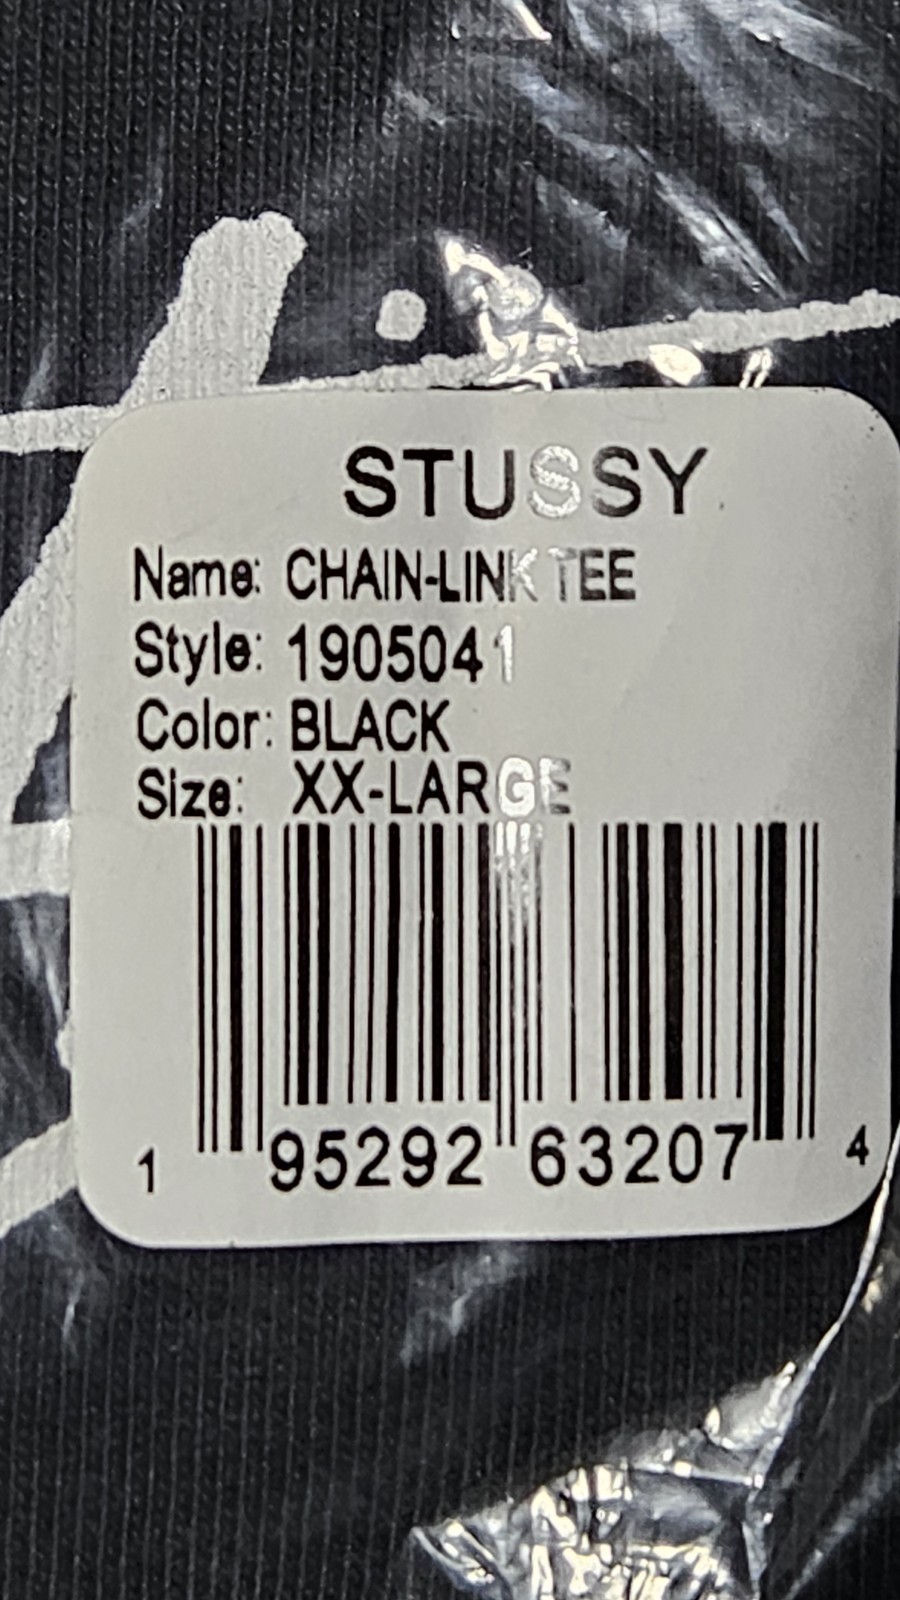 STUSSY
Name: CHAIN-LINK TEE
Style: 1905041
Color: BLACK
Size: XX-LARGE
1 95292 63207 4